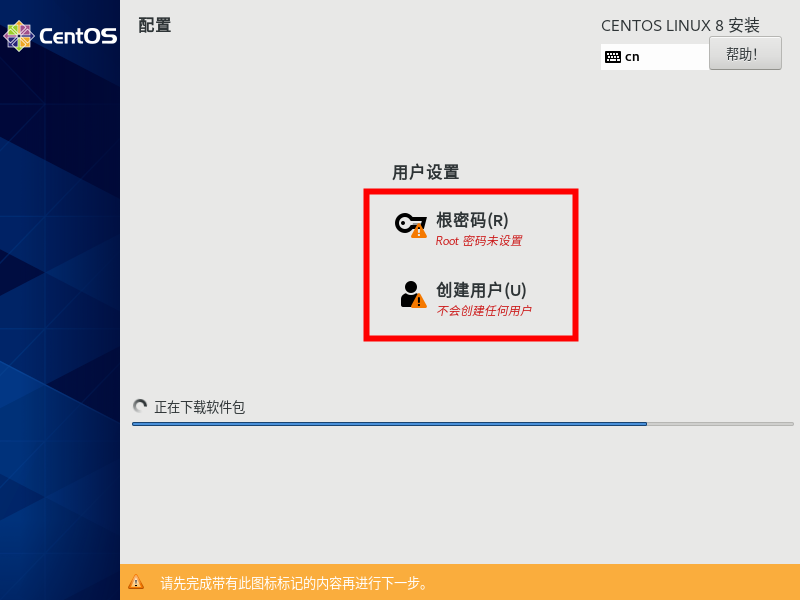 CentOS
配置
CENTOS LINUX 8 安装
cn
帮助!
用户设置
根密码(R)
Root 密码未设置
创建用户(U)
不会创建任何用户
正在下载软件包
请先完成带有此图标标记的内容再进行下一步。